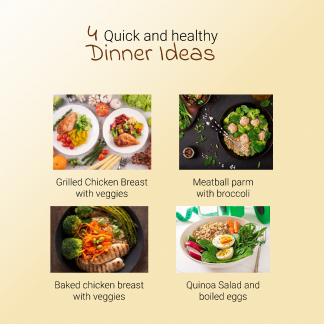 4 Quick and healthy
Dinner Ideas
Grilled Chicken Breast
with veggies
Meatball parm
with broccoli
Baked chicken breast
with veggies
Quinoa Salad and
boiled eggs